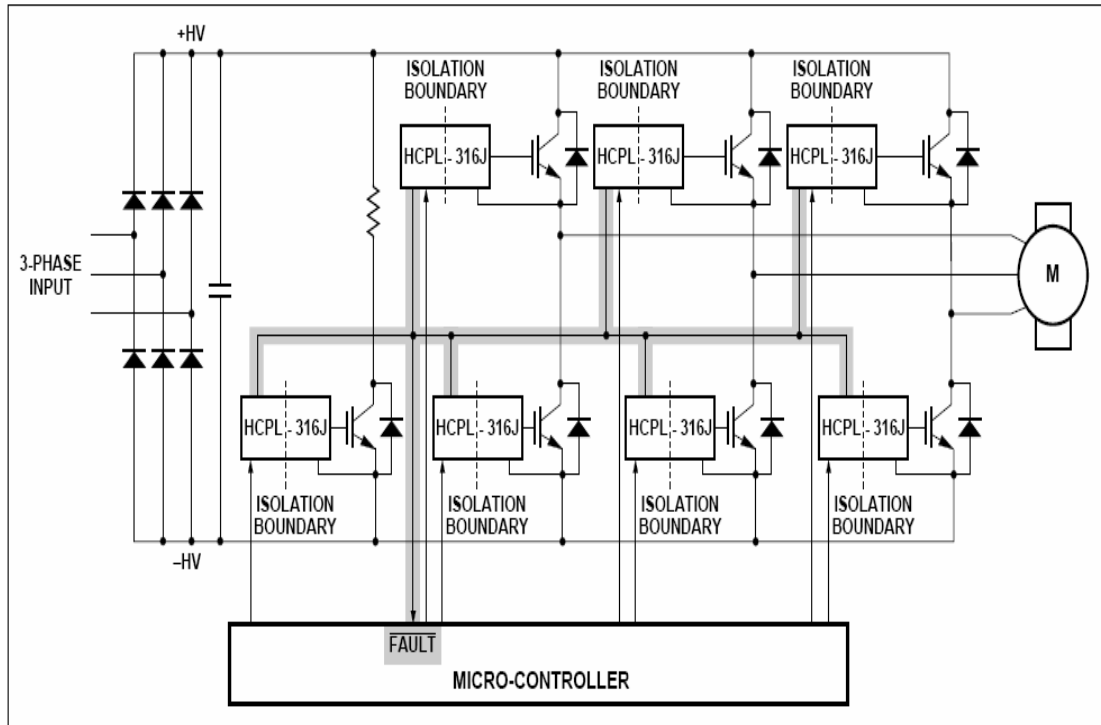 +HV
ISOLATION
BOUNDARY
ISOLATION
BOUNDARY
ISOLATION
BOUNDARY
HCPL - 316J
HCPL - 316J
HCPL - 316J
3-PHASE
INPUT
M
HCPL - 316J
HCPL - 316J
HCPL - 316J
HCPL - 316J
ISOLATION
BOUNDARY
ISOLATION
BOUNDARY
ISOLATION
BOUNDARY
ISOLATION
BOUNDARY
–HV
FAULT
MICRO-CONTROLLER